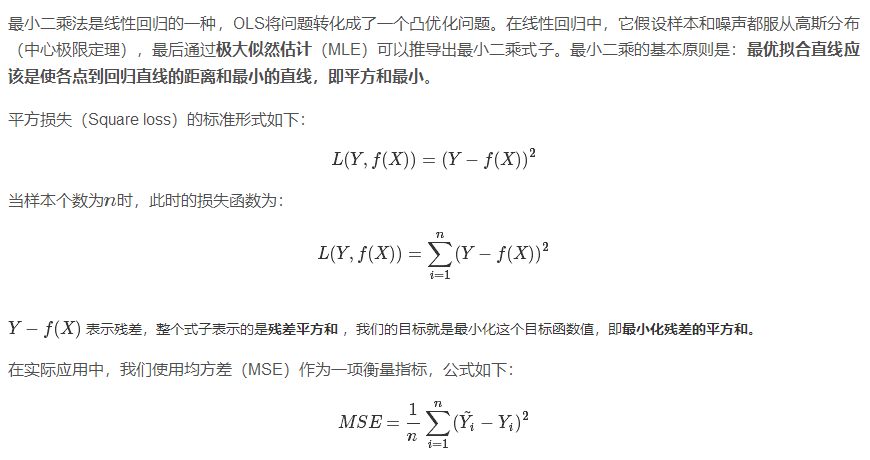 最小二乘法是线性回归的一种，OLS将问题转化成了一个凸优化问题。在线性回归中，它假设样本和噪声都服从高斯分布
（中心极限定理），最后通过极大似然估计（MLE）可以推导出最小二乘式子。最小二乘的基本原则是：最优拟合直线应
该是使各点到回归直线的距离和最小的直线，即平方和最小。
平方损失（Square loss）的标准形式如下：
L(Y, f(X)) = (Y − f(X))²
当样本个数为n时，此时的损失函数为：
L(Y, f(X)) = ∑_{i=1}^{n} (Y − f(X))²
Y − f(X) 表示残差，整个式子表示的是残差平方和 ，我们的目标就是最小化这个目标函数值，即最小化残差的平方和。
在实际应用中，我们使用均方差（MSE）作为一项衡量指标，公式如下：
MSE = \frac{1}{n} ∑_{i=1}^{n} (Ỹ_i − Y_i)²